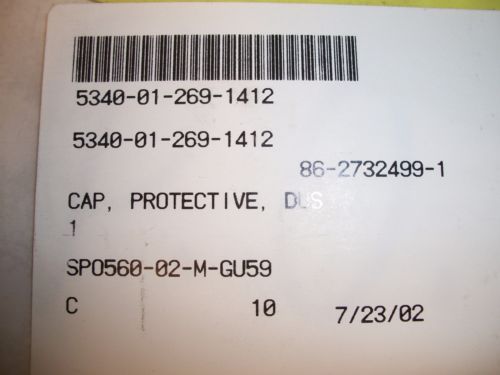 5340-01-269-1412
5340-01-269-1412
86-2732499-1
CAP, PROTECTIVE, DUS
1
SPO560-02-M-GU59
C 10 7/23/02